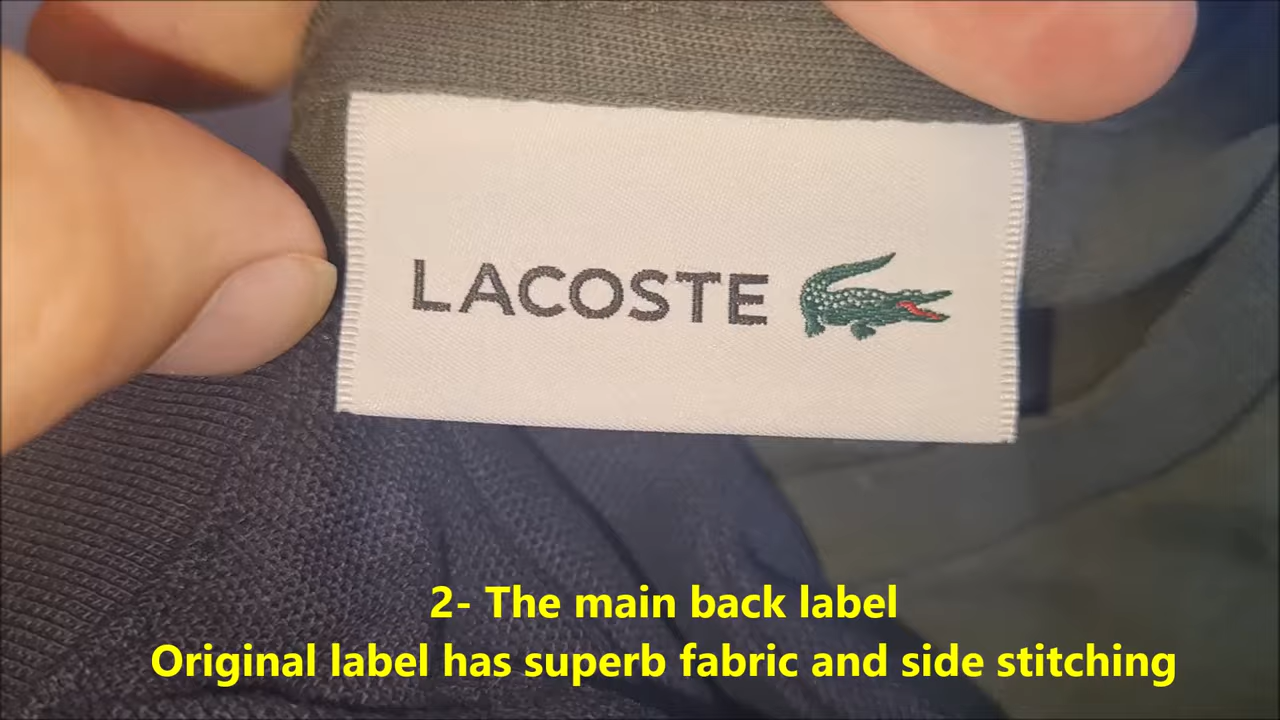 LACOSTE
2- The main back label
Original label has superb fabric and side stitching